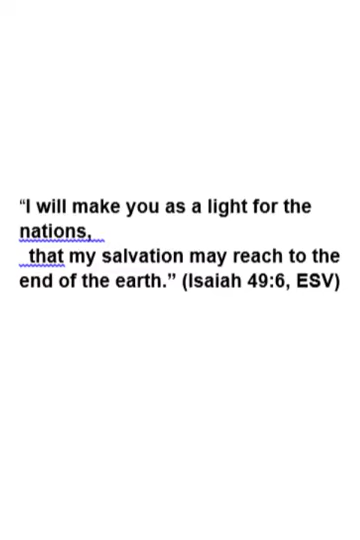 “I will make you as a light for the
nations,
that my salvation may reach to the
end of the earth.” (Isaiah 49:6, ESV)